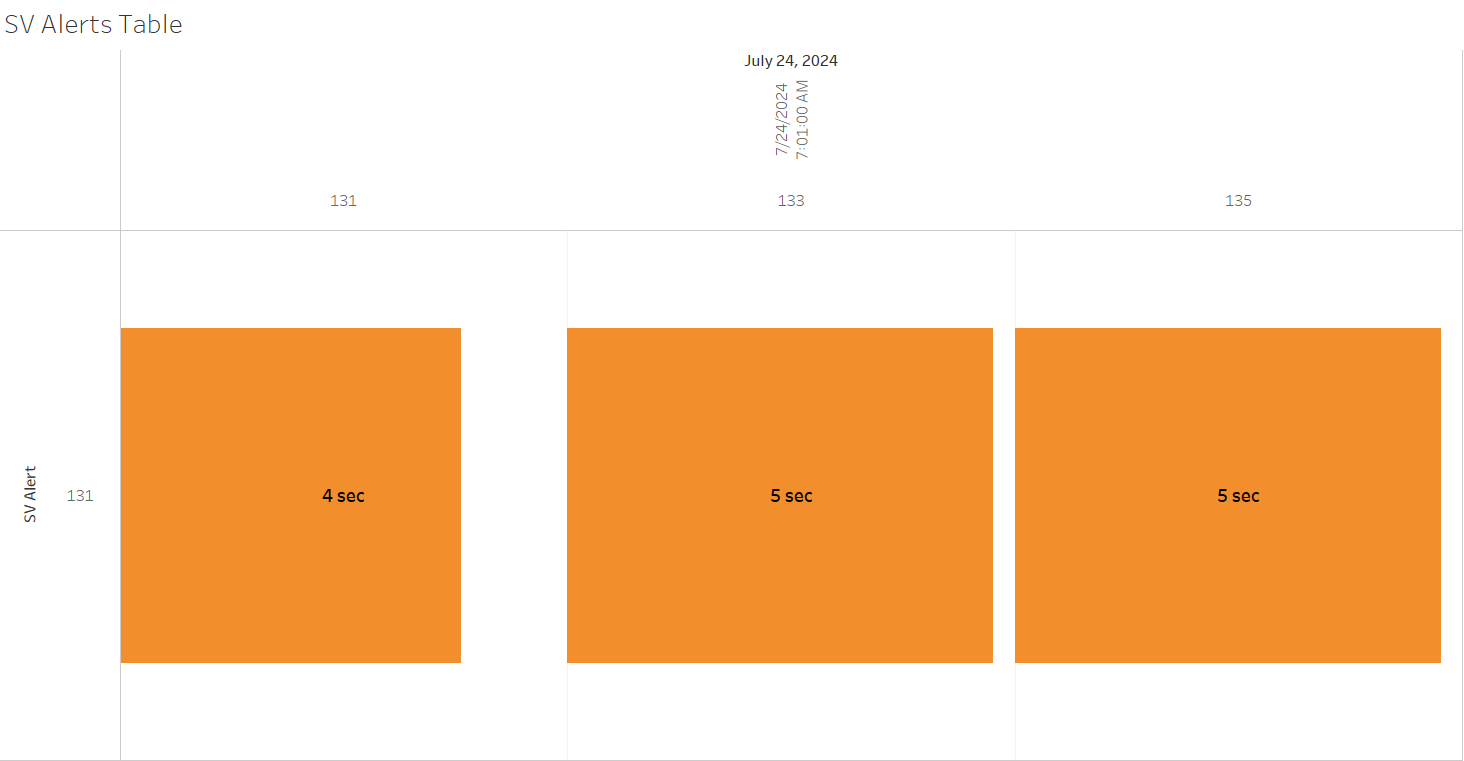 SV Alerts Table
July 24, 2024
7/24/2024
7:01:00 AM
131
133
135
SV Alert
131
4 sec
5 sec
5 sec